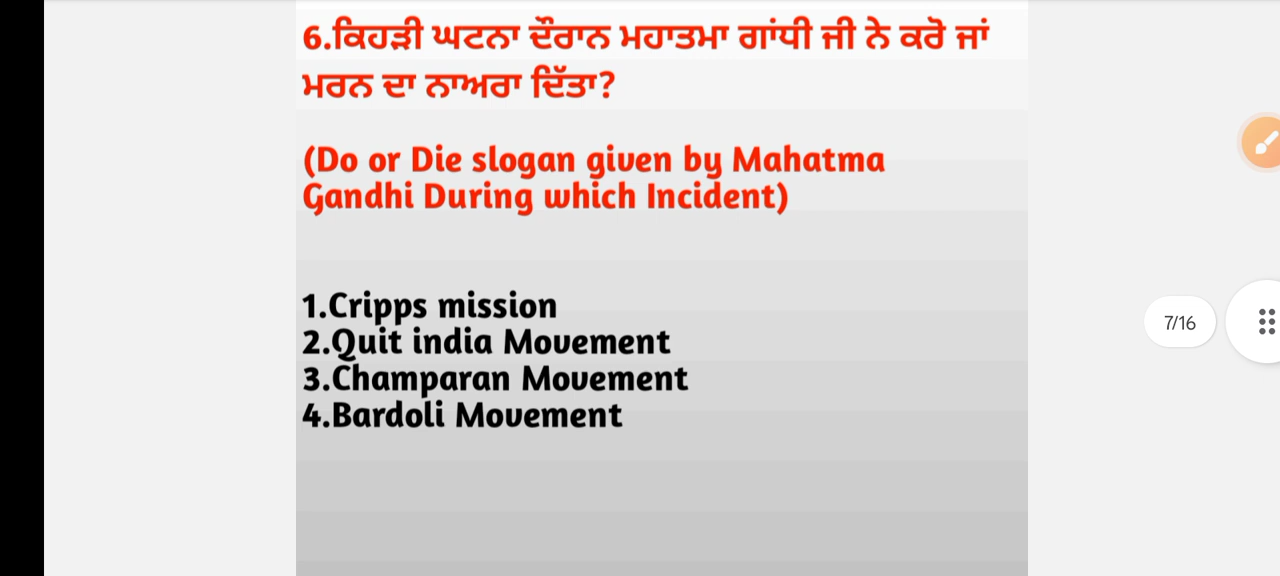 6.ਕਿਹੜੀ ਘਟਨਾ ਦੌਰਾਨ ਮਹਾਤਮਾ ਗਾਂਧੀ ਜੀ ਨੇ ਕਰੋ ਜਾਂ
ਮਰਨ ਦਾ ਨਾਅਰਾ ਦਿੱਤਾ?
(Do or Die slogan given by Mahatma
Gandhi During which Incident)
1.Cripps mission
2.Quit india Movement
3.Champaran Movement
4.Bardoli Movement
7/16